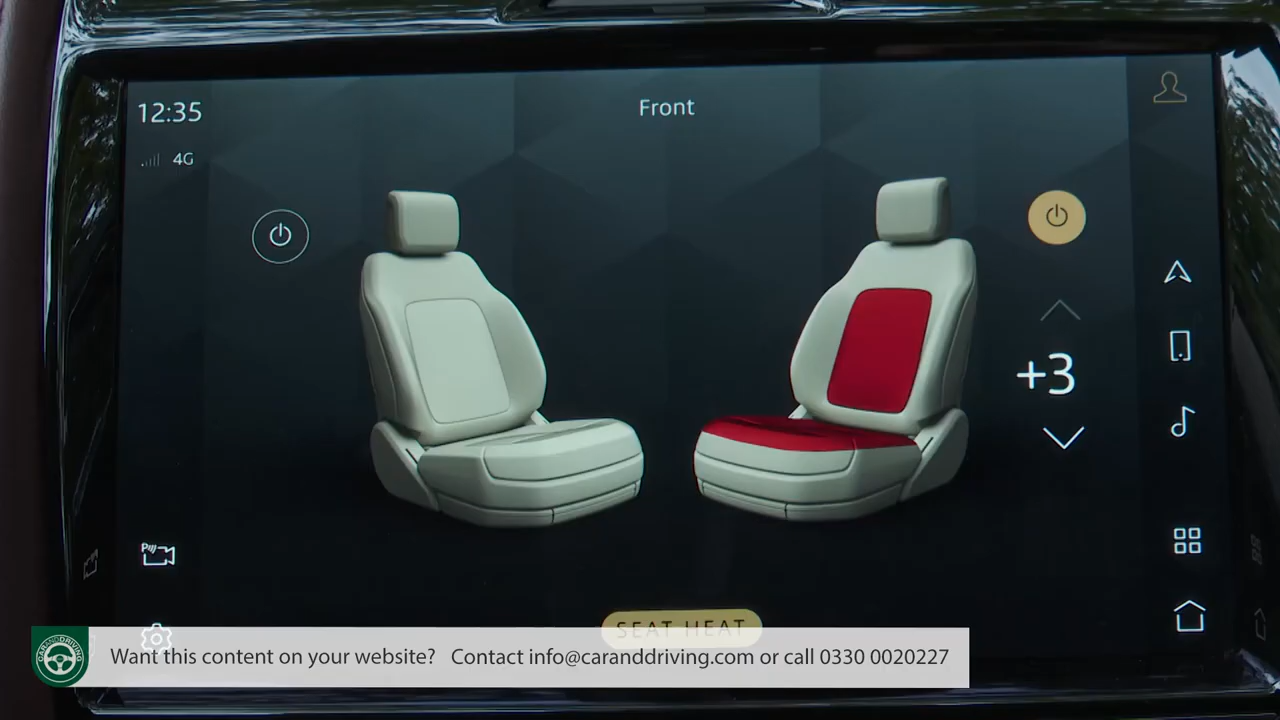 12:35
Front
4G
+3
SEAT HEAT
CARANDDRIVING
Want this content on your website? Contact info@caranddriving.com or call 0330 0020227